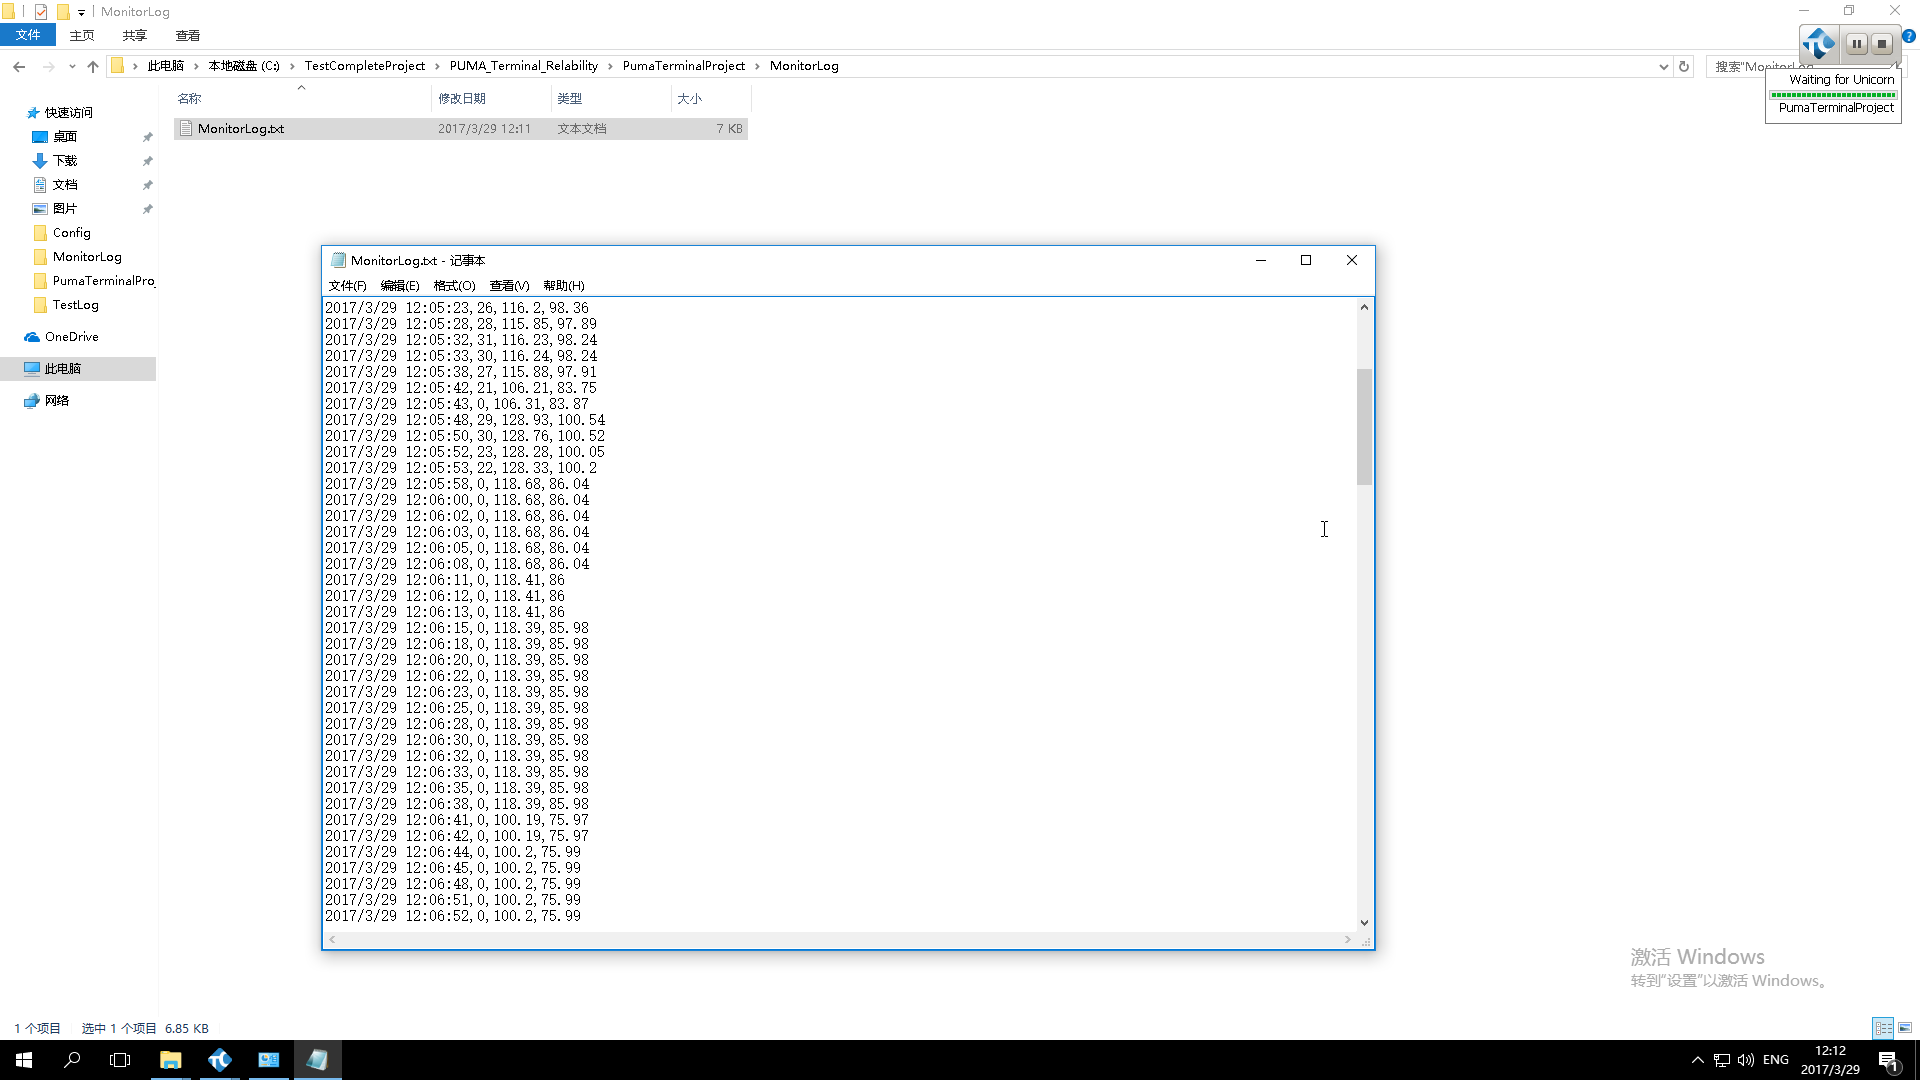 MonitorLog
文件 主页 共享 查看
此电脑 本地磁盘 (C:) TestCompleteProject PUMA_Terminal_Relability PumaTerminalProject MonitorLog
Waiting for Unicorn
PumaTerminalProject
名称 修改日期 类型 大小
MonitorLog.txt 2017/3/29 12:11 文本文档 7 KB
快速访问
桌面
下载
文档
图片
Config
MonitorLog
PumaTerminalPro
TestLog
OneDrive
此电脑
网络
MonitorLog.txt - 记事本
文件(F) 编辑(E) 格式(O) 查看(V) 帮助(H)
2017/3/29 12:05:23,26,116.2,98.36
2017/3/29 12:05:28,28,115.85,97.89
2017/3/29 12:05:32,31,116.23,98.24
2017/3/29 12:05:33,30,116.24,98.24
2017/3/29 12:05:38,27,115.88,97.91
2017/3/29 12:05:42,21,106.21,83.75
2017/3/29 12:05:43,0,106.31,83.87
2017/3/29 12:05:48,29,128.93,100.54
2017/3/29 12:05:50,30,128.76,100.52
2017/3/29 12:05:52,23,128.28,100.05
2017/3/29 12:05:53,22,128.33,100.2
2017/3/29 12:05:58,0,118.68,86.04
2017/3/29 12:06:00,0,118.68,86.04
2017/3/29 12:06:02,0,118.68,86.04
2017/3/29 12:06:03,0,118.68,86.04
2017/3/29 12:06:05,0,118.68,86.04
2017/3/29 12:06:08,0,118.68,86.04
2017/3/29 12:06:11,0,118.41,86
2017/3/29 12:06:12,0,118.41,86
2017/3/29 12:06:13,0,118.41,86
2017/3/29 12:06:15,0,118.39,85.98
2017/3/29 12:06:18,0,118.39,85.98
2017/3/29 12:06:20,0,118.39,85.98
2017/3/29 12:06:22,0,118.39,85.98
2017/3/29 12:06:23,0,118.39,85.98
2017/3/29 12:06:25,0,118.39,85.98
2017/3/29 12:06:28,0,118.39,85.98
2017/3/29 12:06:30,0,118.39,85.98
2017/3/29 12:06:32,0,118.39,85.98
2017/3/29 12:06:33,0,118.39,85.98
2017/3/29 12:06:35,0,118.39,85.98
2017/3/29 12:06:38,0,118.39,85.98
2017/3/29 12:06:41,0,100.19,75.97
2017/3/29 12:06:42,0,100.19,75.97
2017/3/29 12:06:44,0,100.2,75.99
2017/3/29 12:06:45,0,100.2,75.99
2017/3/29 12:06:48,0,100.2,75.99
2017/3/29 12:06:51,0,100.2,75.99
2017/3/29 12:06:52,0,100.2,75.99
激活 Windows
转到"设置"以激活 Windows。
1 个项目 选中 1 个项目 6.85 KB
ENG
12:12
2017/3/29
1